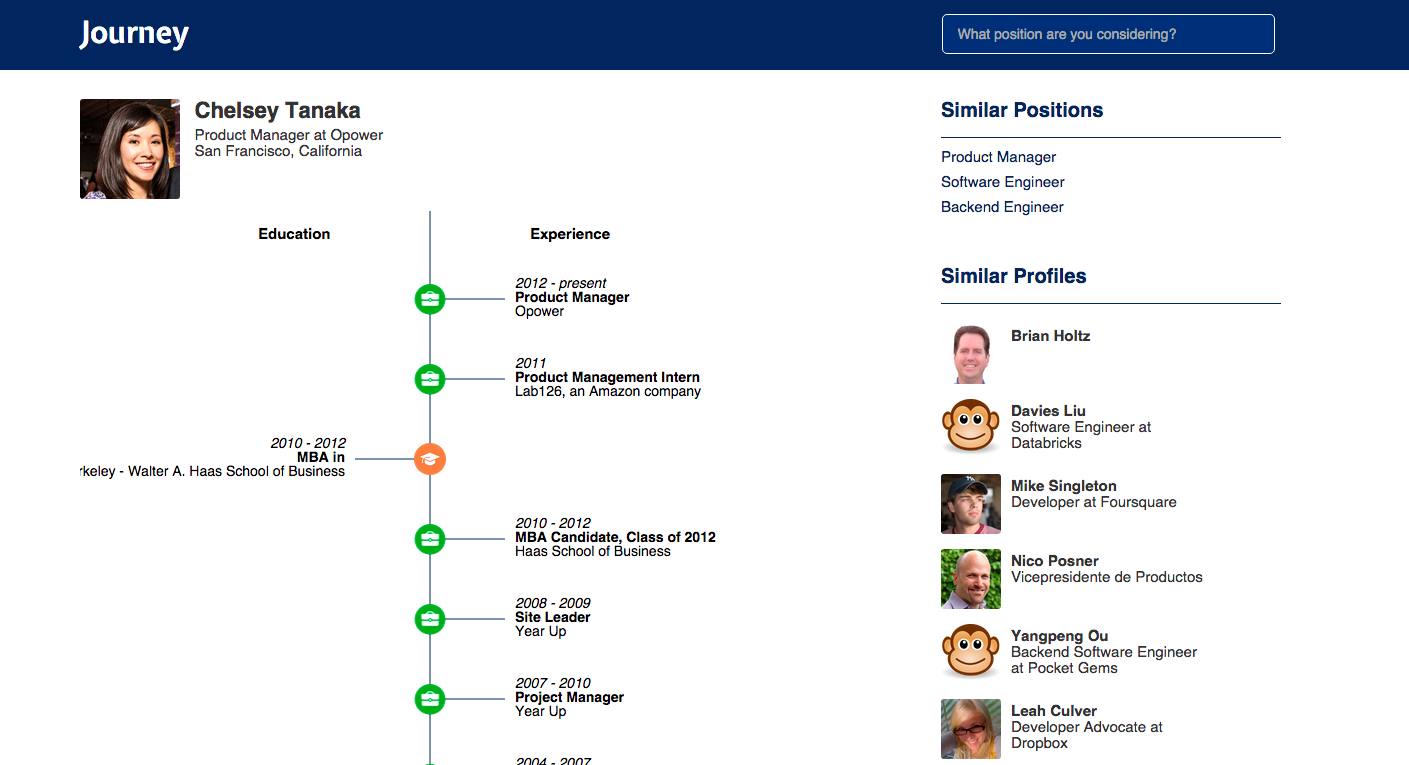 Journey
What position are you considering?
Chelsey Tanaka
Product Manager at Opower
San Francisco, California
Education
Experience
2012 - present
Product Manager
Opower
2011
Product Management Intern
Lab126, an Amazon company
2010 - 2012
MBA in
rkeley - Walter A. Haas School of Business
2010 - 2012
MBA Candidate, Class of 2012
Haas School of Business
2008 - 2009
Site Leader
Year Up
2007 - 2010
Project Manager
Year Up
2004 - 2007
Similar Positions
Product Manager
Software Engineer
Backend Engineer
Similar Profiles
Brian Holtz
Davies Liu
Software Engineer at
Databricks
Mike Singleton
Developer at Foursquare
Nico Posner
Vicepresidente de Productos
Yangpeng Ou
Backend Software Engineer
at Pocket Gems
Leah Culver
Developer Advocate at
Dropbox